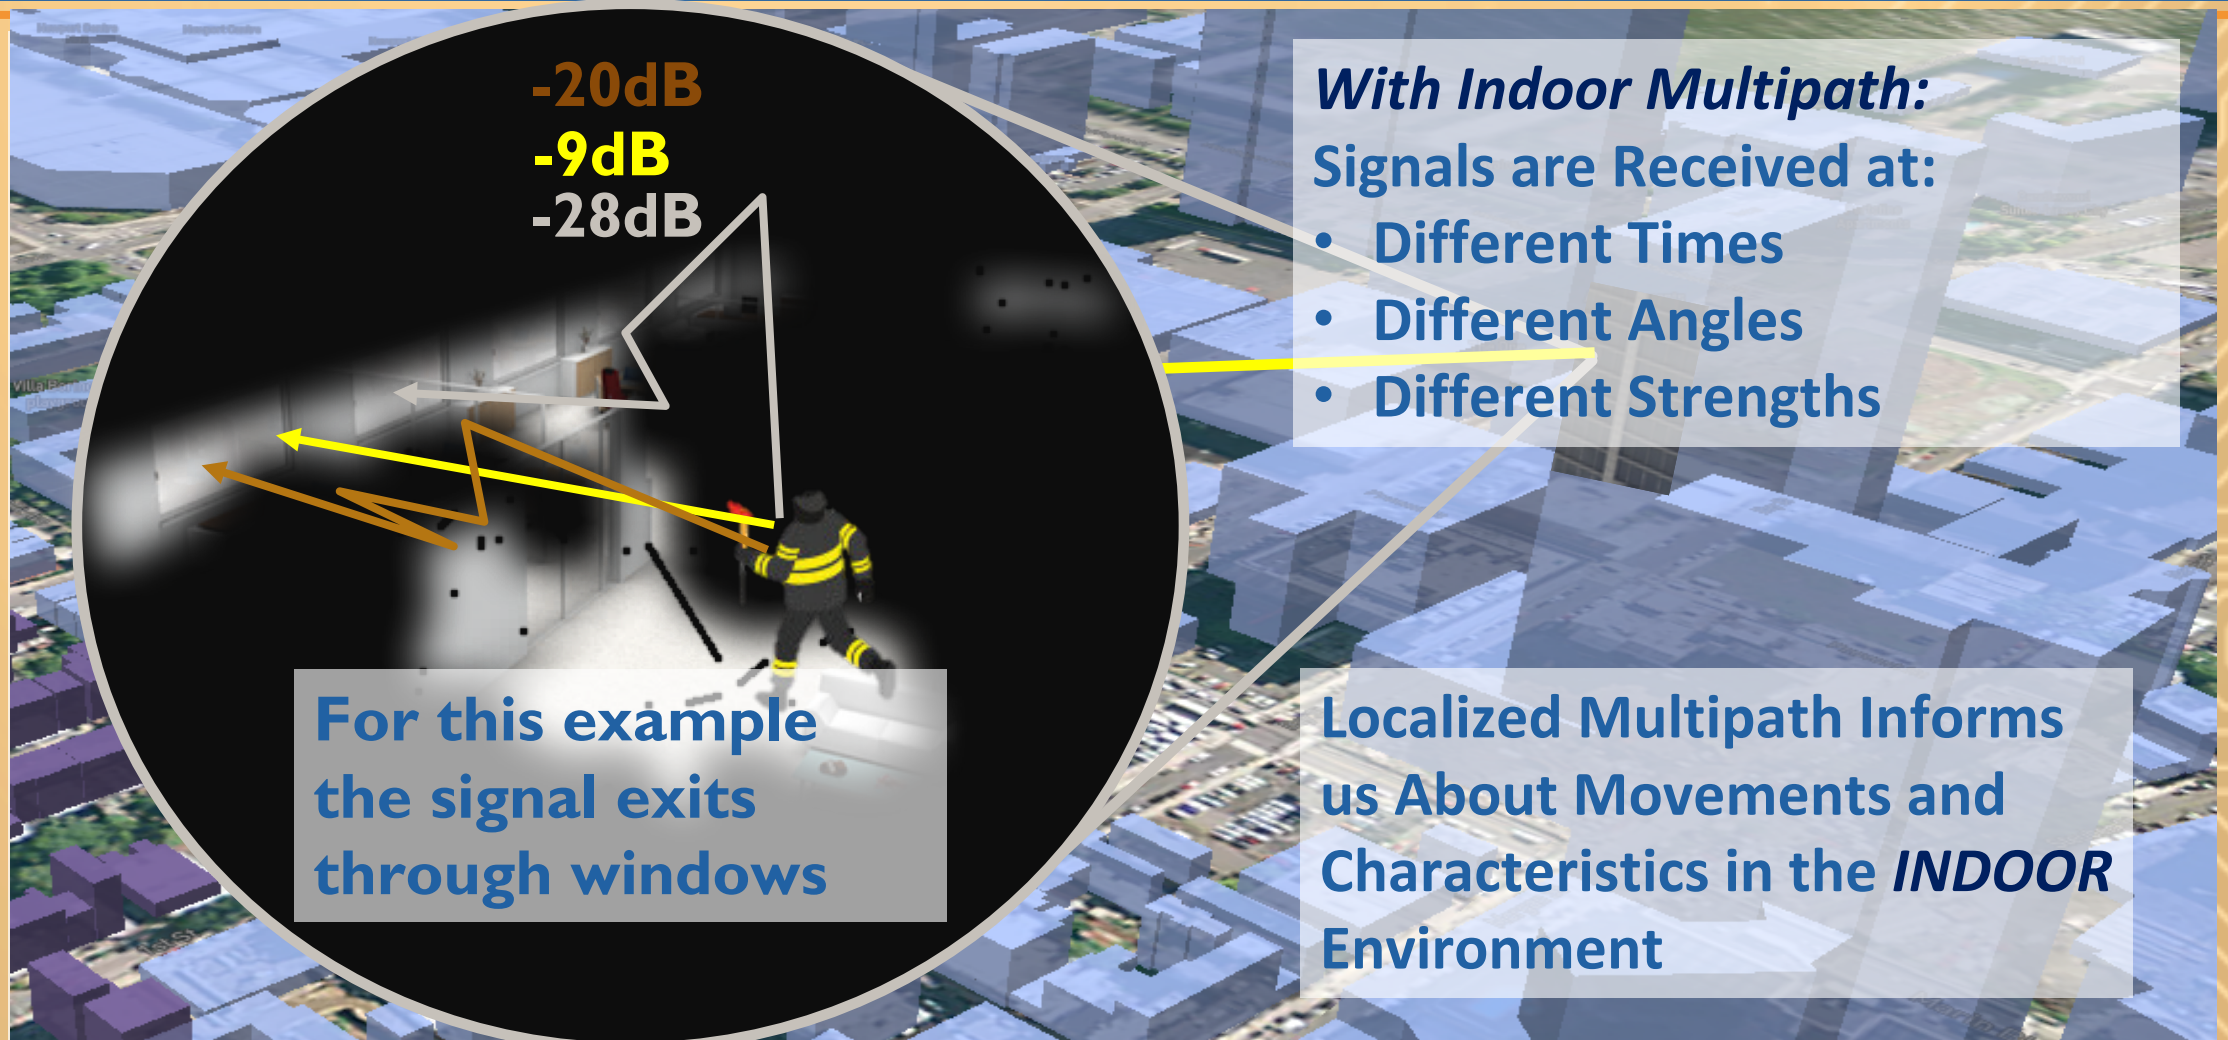 -20dB
-9dB
-28dB
With Indoor Multipath:
Signals are Received at:
• Different Times
• Different Angles
• Different Strengths
For this example
the signal exits
through windows
Localized Multipath Informs
us About Movements and
Characteristics in the INDOOR
Environment